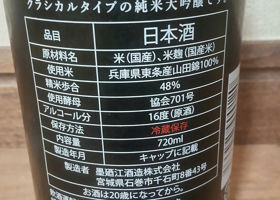 クラシカルタイプの純米大吟醸です。
品目 日本酒
原材料名 米(国産)、米麹(国産米)
使用米 兵庫県東条産山田錦100%
精米歩合 48%
使用酵母 協会701号
アルコール分 16度(原酒)
保存方法 冷蔵保存
内容量 720ml
製造年月 キャップに記載
製造者 墨廼江酒造株式会社
宮城県石巻市千石町8番43号
お酒は20歳になってから。